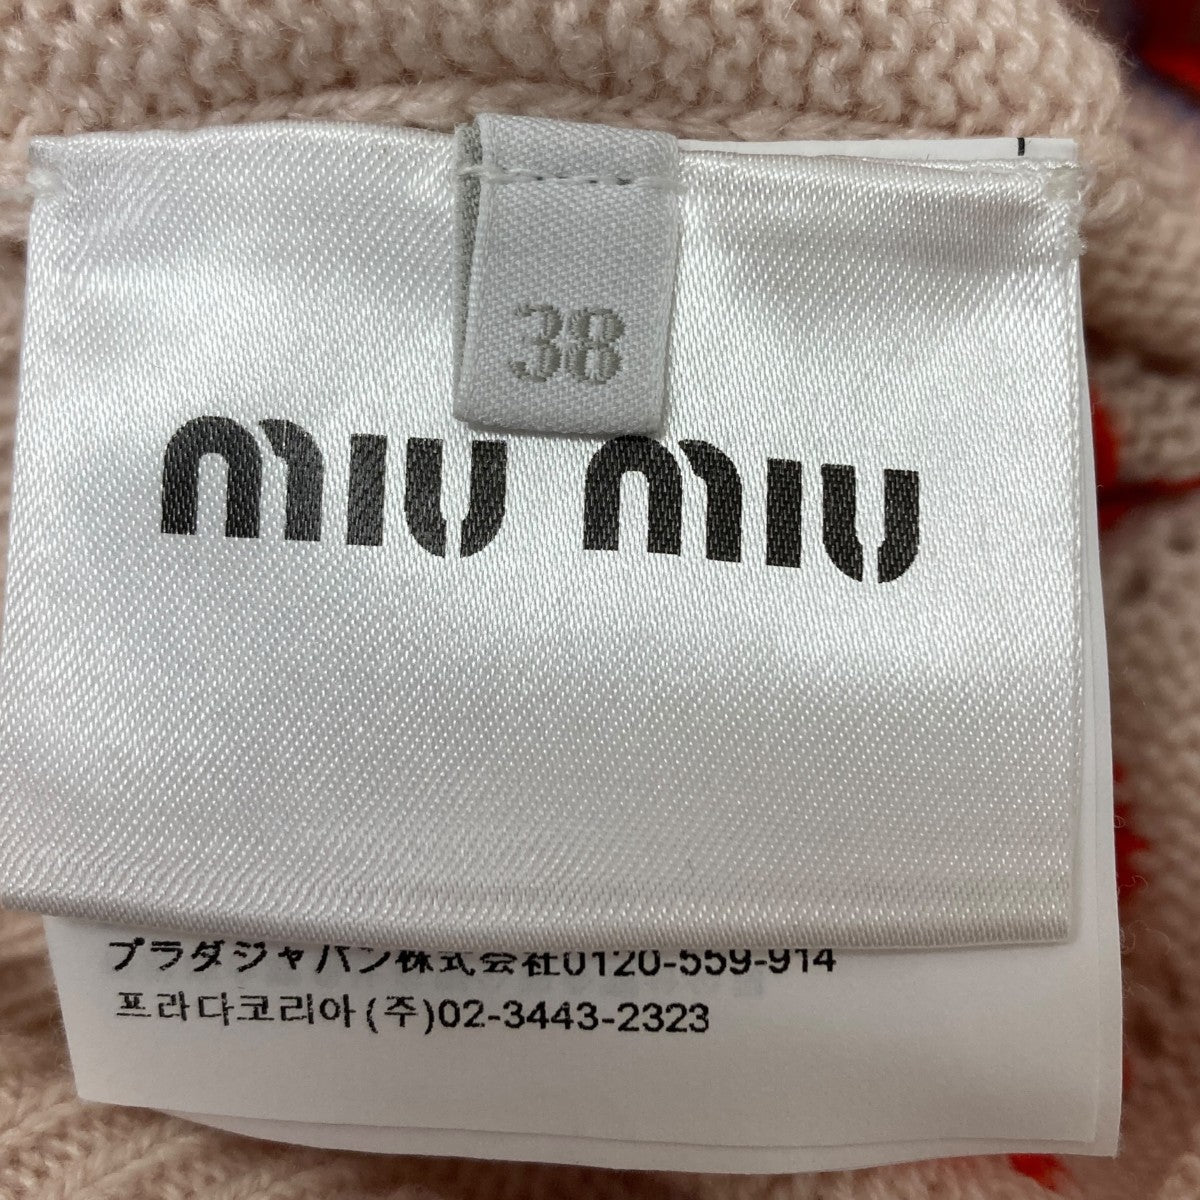 38
miu miu
プラダジャパン株式会社0120-559-914
프라다코리아(주)02-3443-2323